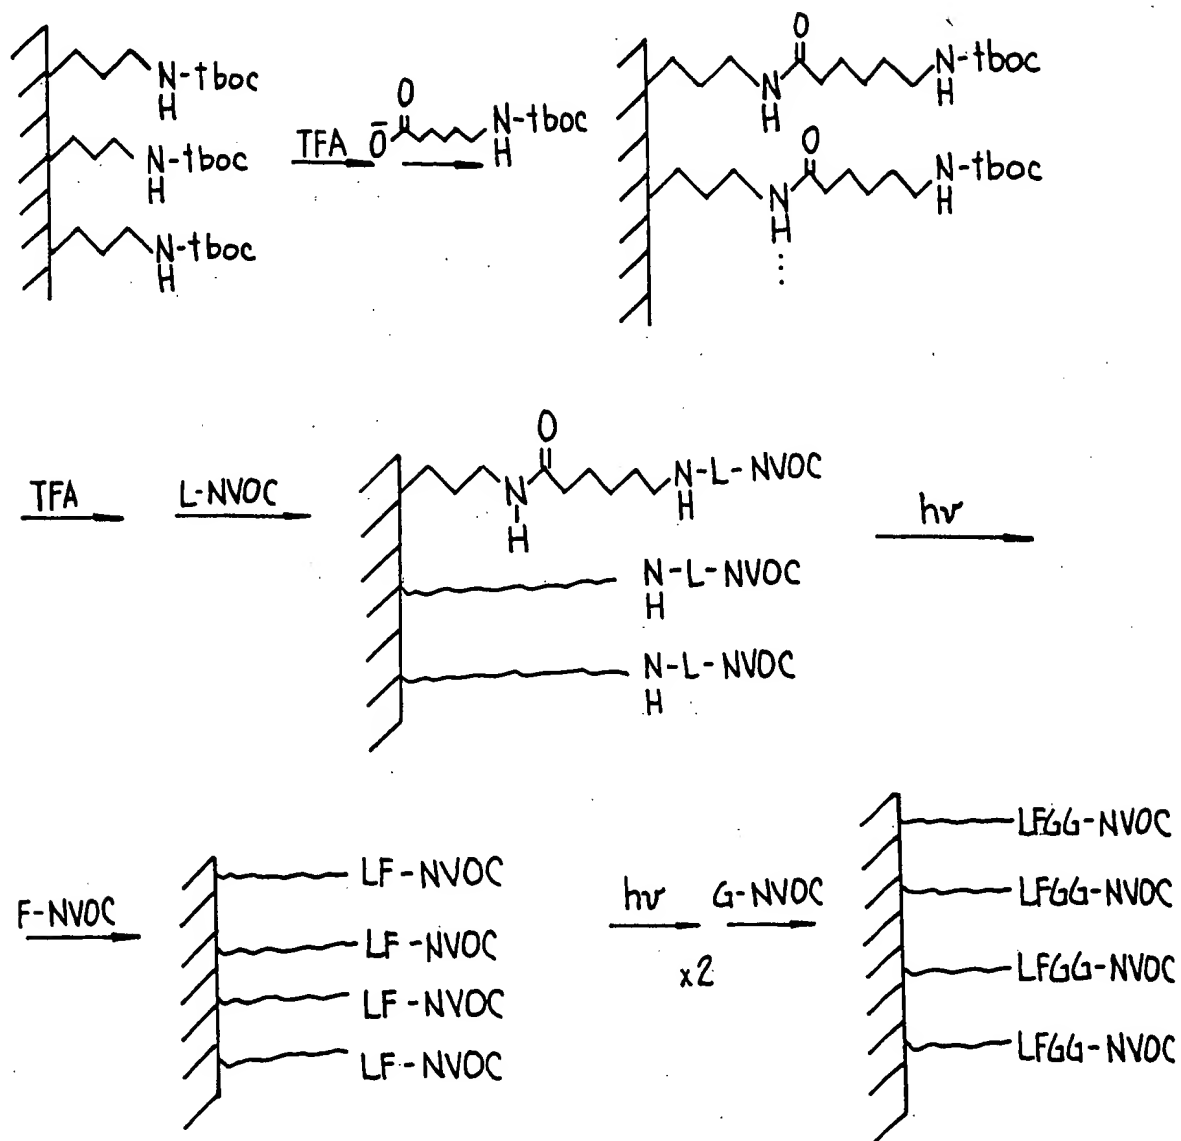 N-tboc
H
N-tboc
H
N-tboc
H
TFA
O
Ō
N-tboc
H
O
N
H
N-tboc
H
O
N
H
N-tboc
H
TFA
L-NVOC
O
N
H
N-L-NVOC
H
N-L-NVOC
H
N-L-NVOC
H
hν
F-NVOC
LF-NVOC
LF-NVOC
LF-NVOC
LF-NVOC
hν
x2
G-NVOC
LFGG-NVOC
LFGG-NVOC
LFGG-NVOC
LFGG-NVOC